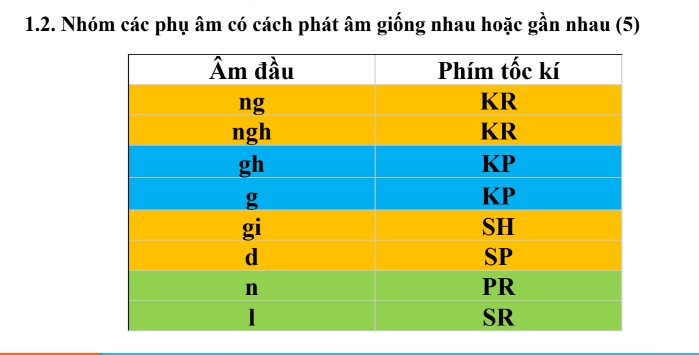 1.2. Nhóm các phụ âm có cách phát âm giống nhau hoặc gần nhau (5)
Âm đầu Phím tốc kí
ng KR
ngh KR
gh KP
g KP
gi SH
d SP
n PR
l SR